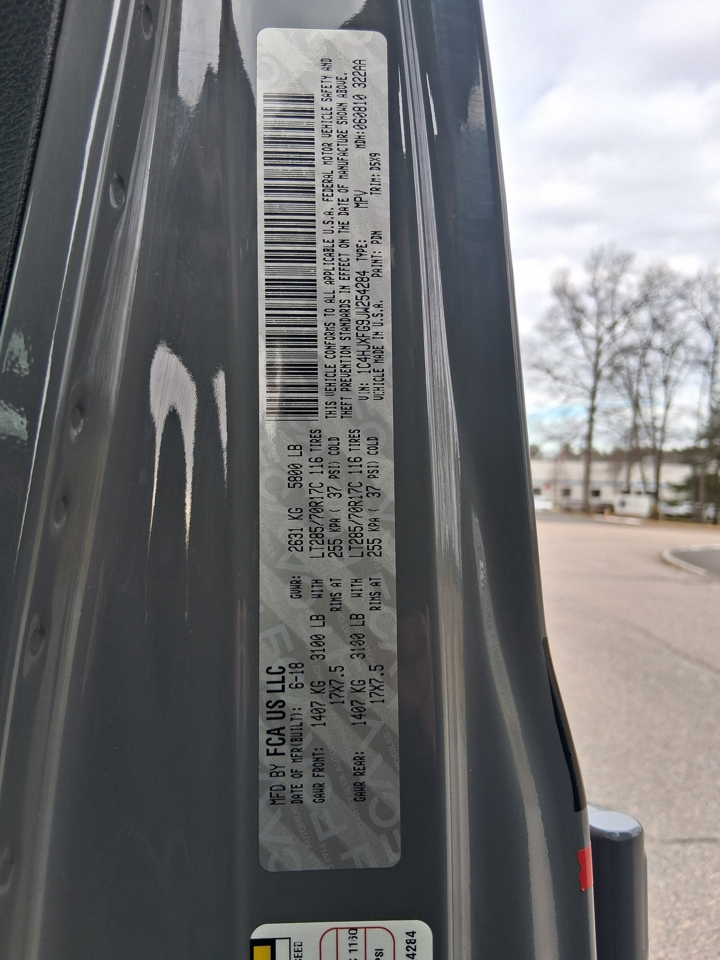 MFD BY FCA US LLC
DATE OF MFR(BUILT): 6-18 GVWR: 2631 KG 5800 LB
GAWR FRONT: 1407 KG 3100 LB WITH LT285/70R17C 116 TIRES
17X7.5 RIMS AT 255 KPA ( 37 PSI) COLD
GAWR REAR: 1407 KG 3100 LB WITH LT285/70R17C 116 TIRES
17X7.5 RIMS AT 255 KPA ( 37 PSI) COLD
THIS VEHICLE CONFORMS TO ALL APPLICABLE U.S.A. FEDERAL MOTOR VEHICLE SAFETY AND
THEFT PREVENTION STANDARDS IN EFFECT ON THE DATE OF MANUFACTURE SHOWN ABOVE.
VIN: 1C4HJXFG9JW254284 TYPE: MPV MDH:060810 322AA
VEHICLE MADE IN U.S.A. PAINT: PDN TRIM: D5X9
PSI
4284